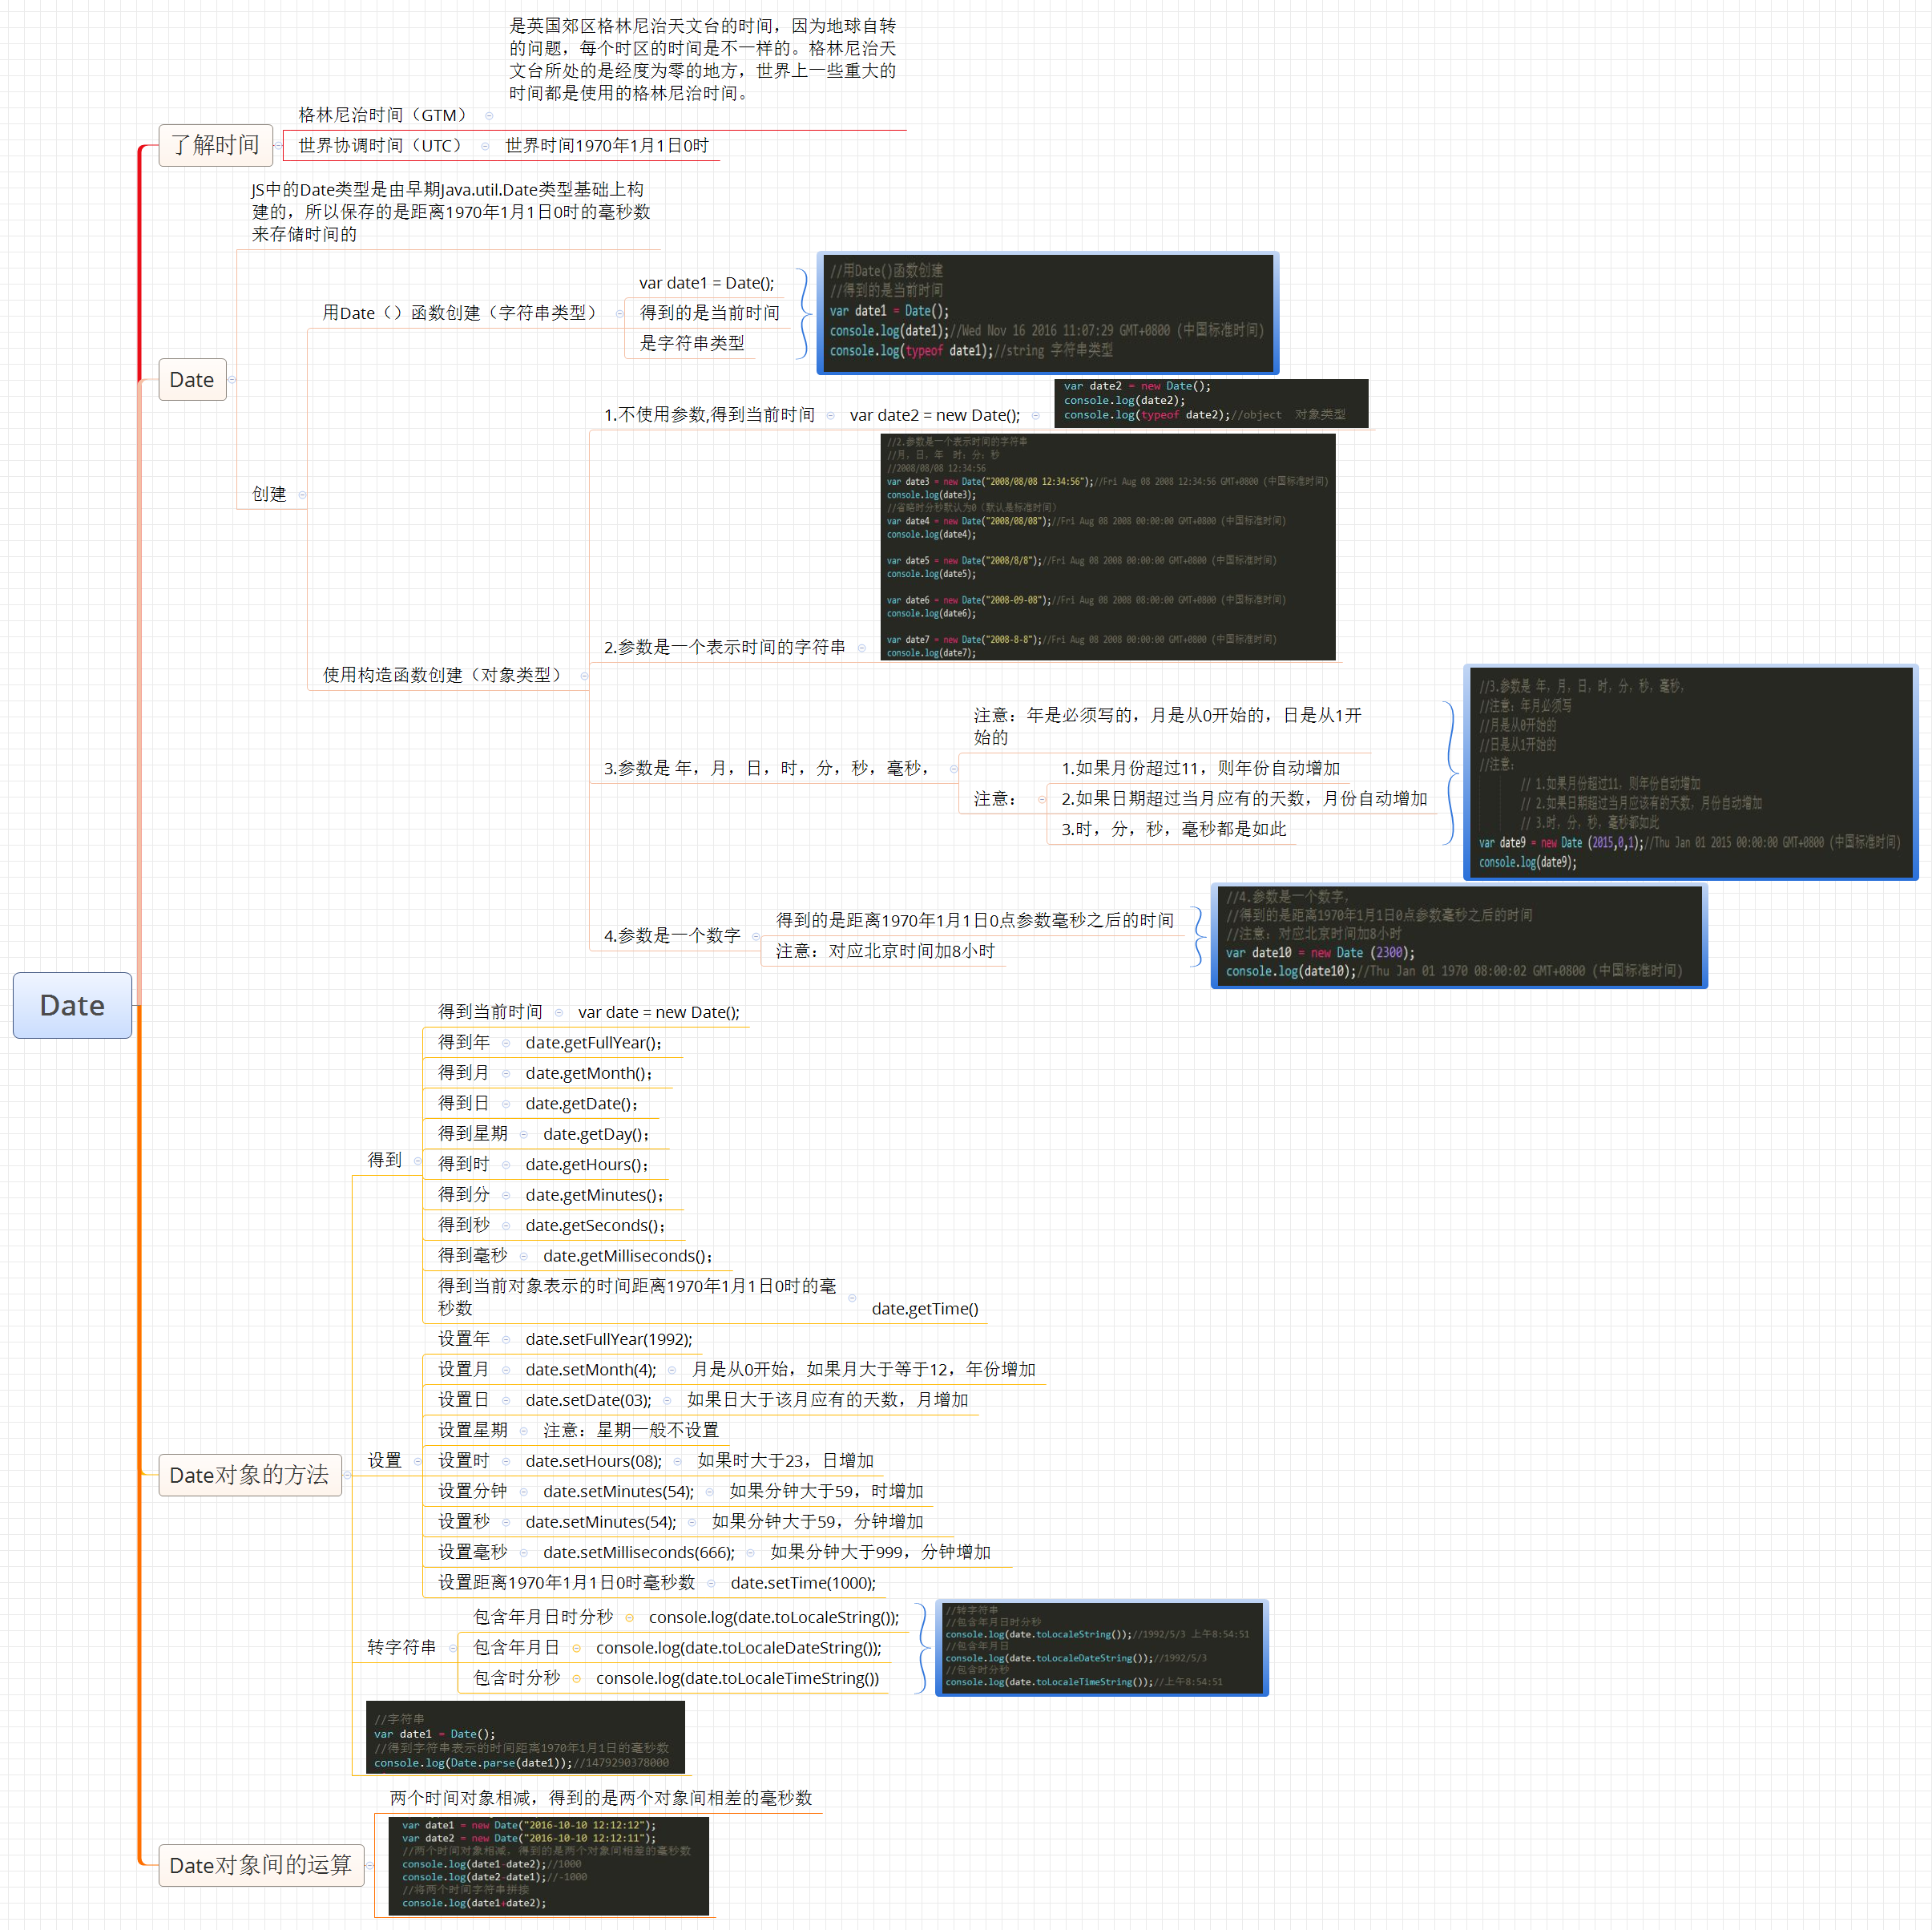 Date
了解时间
格林尼治时间（GTM）
是英国郊区格林尼治天文台的时间，因为地球自转
的问题，每个时区的时间是不一样的。格林尼治天
文台所处的是经度为零的地方，世界上一些重大的
时间都是使用的格林尼治时间。
世界协调时间（UTC）
世界时间1970年1月1日0时
Date
JS中的Date类型是由早期Java.util.Date类型基础上构
建的，所以保存的是距离1970年1月1日0时的毫秒数
来存储时间的
创建
用Date（）函数创建（字符串类型）
var date1 = Date();
得到的是当前时间
是字符串类型
//用Date()函数创建
//得到的是当前时间
var date1 = Date();
console.log(date1);//Wed Nov 16 2016 11:07:29 GMT+0800 (中国标准时间)
console.log(typeof date1);//string 字符串类型
使用构造函数创建（对象类型）
1.不使用参数,得到当前时间
var date2 = new Date();
var date2 = new Date();
console.log(date2);
console.log(typeof date2);//object 对象类型
2.参数是一个表示时间的字符串
//2.参数是一个表示时间的字符串
//月，日，年 时：分：秒
//2008/08/08 12:34:56
var date3 = new Date("2008/08/08 12:34:56");//Fri Aug 08 2008 12:34:56 GMT+0800 (中国标准时间)
console.log(date3);
//省略时分秒默认为0（默认是标准时间）
var date4 = new Date("2008/08/08");//Fri Aug 08 2008 00:00:00 GMT+0800 (中国标准时间)
console.log(date4);
var date5 = new Date("2008/8/8");//Fri Aug 08 2008 00:00:00 GMT+0800 (中国标准时间)
console.log(date5);
var date6 = new Date("2008-09-08");//Fri Aug 08 2008 08:00:00 GMT+0800 (中国标准时间)
console.log(date6);
var date7 = new Date("2008-8-8");//Fri Aug 08 2008 00:00:00 GMT+0800 (中国标准时间)
console.log(date7);
3.参数是 年，月，日，时，分，秒，毫秒，
注意：年是必须写的，月是从0开始的，日是从1开
始的
注意：
1.如果月份超过11，则年份自动增加
2.如果日期超过当月应有的天数，月份自动增加
3.时，分，秒，毫秒都是如此
//3.参数是 年，月，日，时，分，秒，毫秒，
//注意：年月必须写
//月是从0开始的
//日是从1开始的
//注意：
// 1.如果月份超过11，则年份自动增加
// 2.如果日期超过当月应该有的天数，月份自动增加
// 3.时，分，秒，毫秒都如此
var date9 = new Date (2015,0,1);//Thu Jan 01 2015 00:00:00 GMT+0800 (中国标准时间)
console.log(date9);
4.参数是一个数字
得到的是距离1970年1月1日0点参数毫秒之后的时间
注意：对应北京时间加8小时
//4.参数是一个数字，
//得到的是距离1970年1月1日0点参数毫秒之后的时间
//注意：对应北京时间加8小时
var date10 = new Date (2300);
console.log(date10);//Thu Jan 01 1970 08:00:02 GMT+0800 (中国标准时间)
Date对象的方法
得到
得到当前时间
var date = new Date();
得到年
date.getFullYear()；
得到月
date.getMonth()；
得到日
date.getDate()；
得到星期
date.getDay()；
得到时
date.getHours()；
得到分
date.getMinutes()；
得到秒
date.getSeconds()；
得到毫秒
date.getMilliseconds()；
得到当前对象表示的时间距离1970年1月1日0时的毫
秒数
date.getTime()
设置
设置年
date.setFullYear(1992);
设置月
date.setMonth(4);
月是从0开始，如果月大于等于12，年份增加
设置日
date.setDate(03);
如果日大于该月应有的天数，月增加
设置星期
注意：星期一般不设置
设置时
date.setHours(08);
如果时大于23，日增加
设置分钟
date.setMinutes(54);
如果分钟大于59，时增加
设置秒
date.setMinutes(54);
如果分钟大于59，分钟增加
设置毫秒
date.setMilliseconds(666);
如果分钟大于999，分钟增加
设置距离1970年1月1日0时毫秒数
date.setTime(1000);
转字符串
包含年月日时分秒
console.log(date.toLocaleString());
包含年月日
console.log(date.toLocaleDateString());
包含时分秒
console.log(date.toLocaleTimeString())
//转字符串
//包含年月日时分秒
console.log(date.toLocaleString());//1992/5/3 上午8:54:51
//包含年月日
console.log(date.toLocaleDateString());//1992/5/3
//包含时分秒
console.log(date.toLocaleTimeString());//上午8:54:51
//字符串
var date1 = Date();
//得到字符串表示的时间距离1970年1月1日的毫秒数
console.log(Date.parse(date1));//1479290378000
Date对象间的运算
两个时间对象相减，得到的是两个对象间相差的毫秒数
var date1 = new Date("2016-10-10 12:12:12");
var date2 = new Date("2016-10-10 12:12:11");
//两个时间对象相减，得到的是两个对象间相差的毫秒数
console.log(date1-date2);//1000
console.log(date2-date1);//-1000
//将两个时间字符串拼接
console.log(date1+date2);